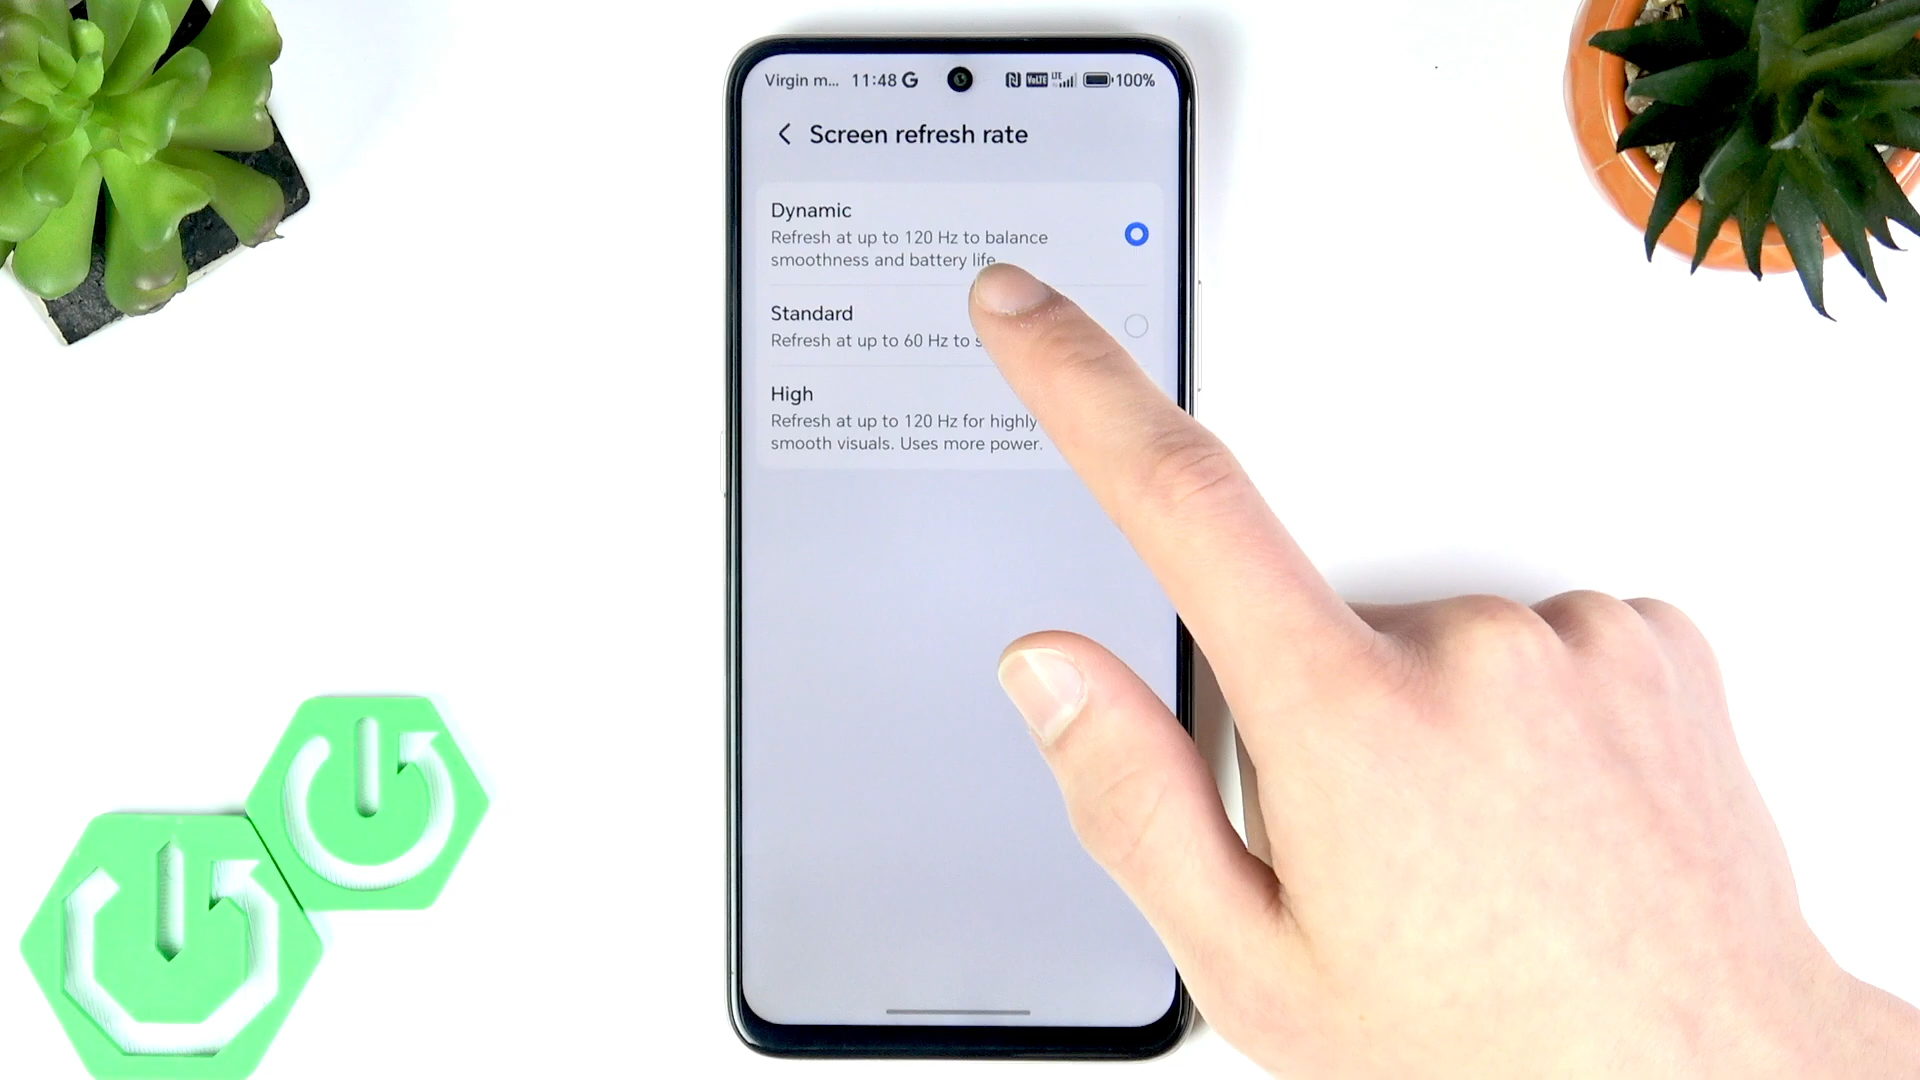 Virgin m... 11:48 G VoLTE LTE 100%
Screen refresh rate
Dynamic
Refresh at up to 120 Hz to balance
smoothness and battery life.
Standard
Refresh at up to 60 Hz to
High
Refresh at up to 120 Hz for highly
smooth visuals. Uses more power.